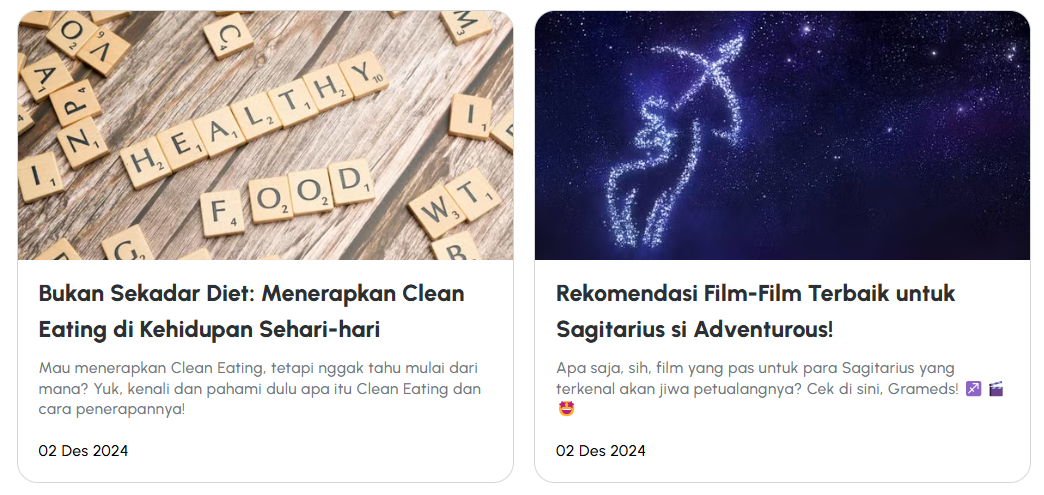 O V C M
A
P
N
I
HEALTHY
I
FOOD
W T
G
B
Bukan Sekadar Diet: Menerapkan Clean
Eating di Kehidupan Sehari-hari
Mau menerapkan Clean Eating, tetapi nggak tahu mulai dari
mana? Yuk, kenali dan pahami dulu apa itu Clean Eating dan
cara penerapannya!
02 Des 2024
Rekomendasi Film-Film Terbaik untuk
Sagitarius si Adventurous!
Apa saja, sih, film yang pas untuk para Sagitarius yang
terkenal akan jiwa petualangnya? Cek di sini, Grameds! ♐ 🎬
🤩
02 Des 2024